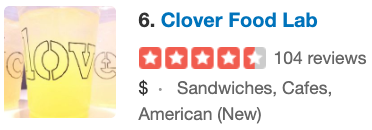 clove
6. Clover Food Lab
104 reviews
$ · Sandwiches, Cafes,
American (New)